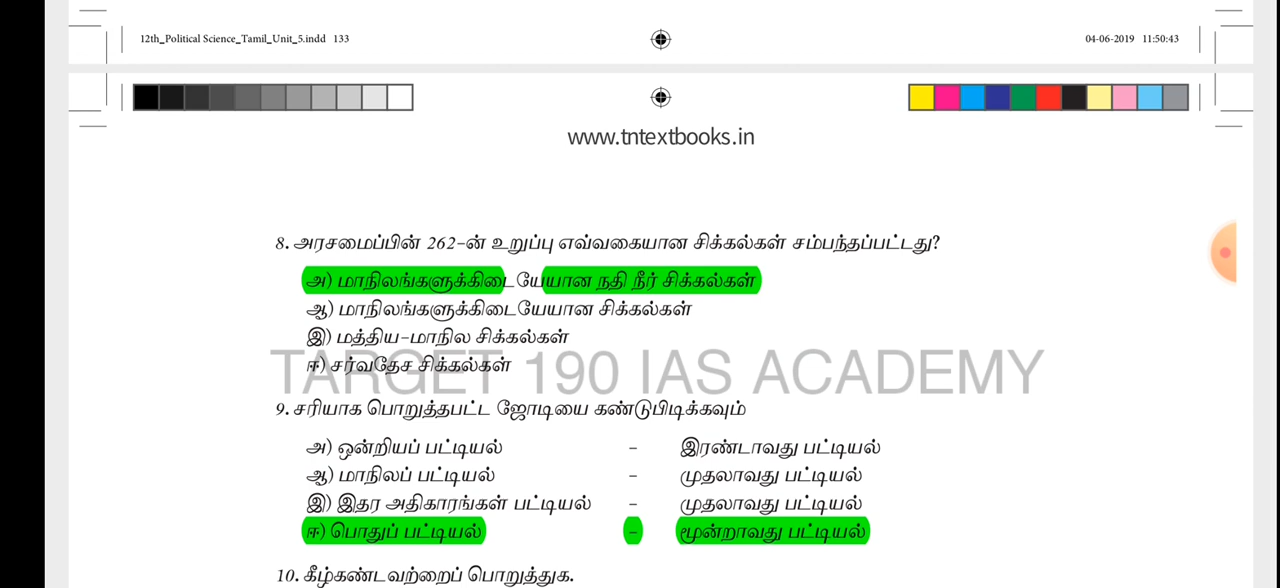 12th_Political Science_Tamil_Unit_5.indd 133
04-06-2019 11:50:43
www.tntextbooks.in
8. அரசமைப்பின் 262-ன் உறுப்பு எவ்வகையான சிக்கல்கள் சம்பந்தப்பட்டது?
அ) மாநிலங்களுக்கிடையேயான நதி நீர் சிக்கல்கள்
ஆ) மாநிலங்களுக்கிடையேயான சிக்கல்கள்
இ) மத்திய-மாநில சிக்கல்கள்
ஈ) சர்வதேச சிக்கல்கள்
TARGET 190 IAS ACADEMY
9. சரியாக பொறுத்தபட்ட ஜோடியை கண்டுபிடிக்கவும்
அ) ஒன்றியப் பட்டியல் - இரண்டாவது பட்டியல்
ஆ) மாநிலப் பட்டியல் - முதலாவது பட்டியல்
இ) இதர அதிகாரங்கள் பட்டியல் - முதலாவது பட்டியல்
ஈ) பொதுப் பட்டியல் - மூன்றாவது பட்டியல்
10. கீழ்கண்டவற்றைப் பொறுத்துக.